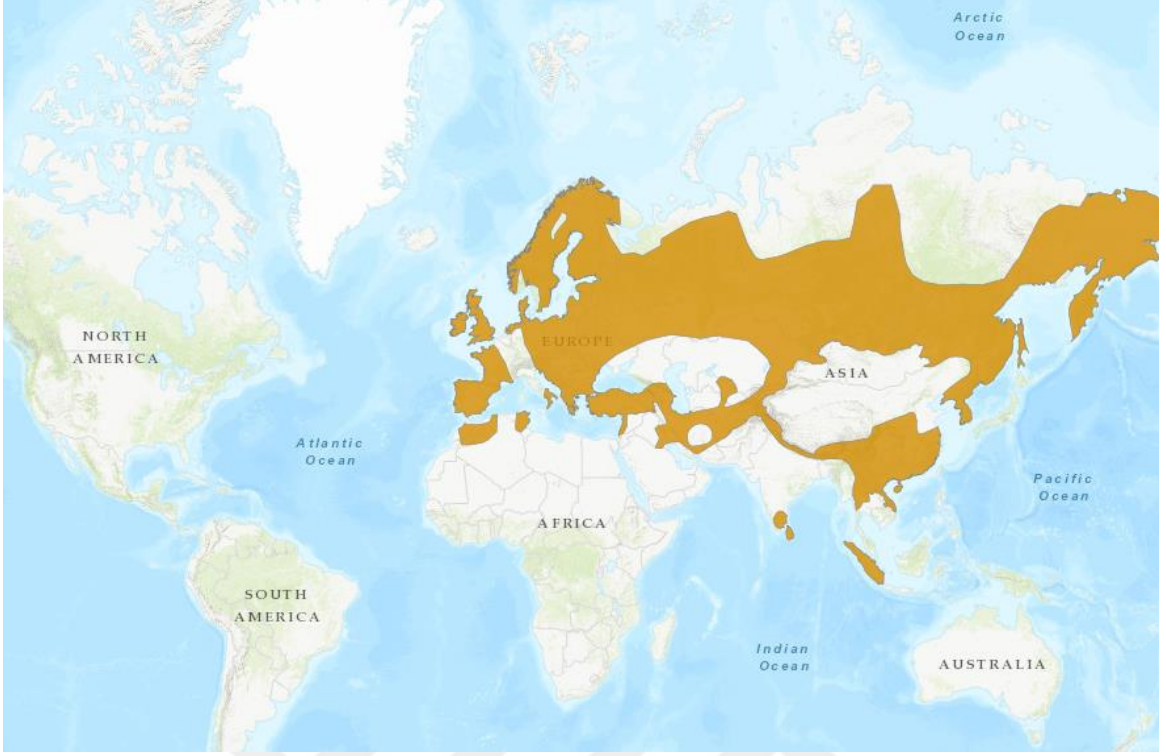 Arctic
Ocean
NORTH
AMERICA
EUROPE
ASIA
Atlantic
Ocean
Pacific
Ocean
AFRICA
SOUTH
AMERICA
Indian
Ocean
AUSTRALIA